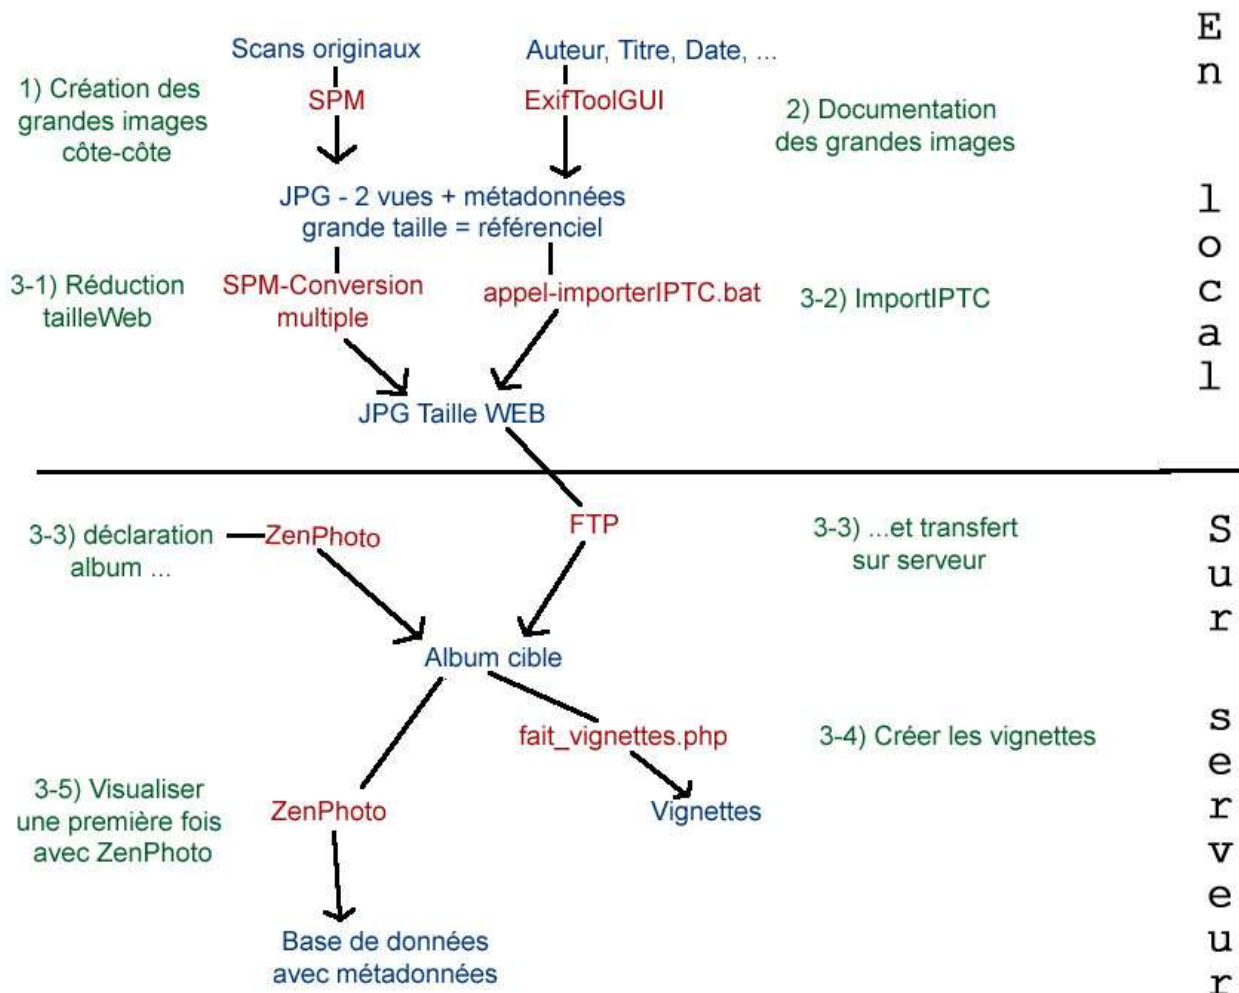 Scans originaux
Auteur, Titre, Date, ...
1) Création des
grandes images
côte-côte
SPM
ExifToolGUI
2) Documentation
des grandes images
JPG - 2 vues + métadonnées
grande taille = référenciel
3-1) Réduction
tailleWeb
SPM-Conversion
multiple
appel-importerIPTC.bat
3-2) ImportIPTC
JPG Taille WEB
En local
3-3) déclaration
album ...
ZenPhoto
FTP
3-3) ...et transfert
sur serveur
Album cible
fait_vignettes.php
3-4) Créer les vignettes
3-5) Visualiser
une première fois
avec ZenPhoto
ZenPhoto
Vignettes
Base de données
avec métadonnées
Sur serveur